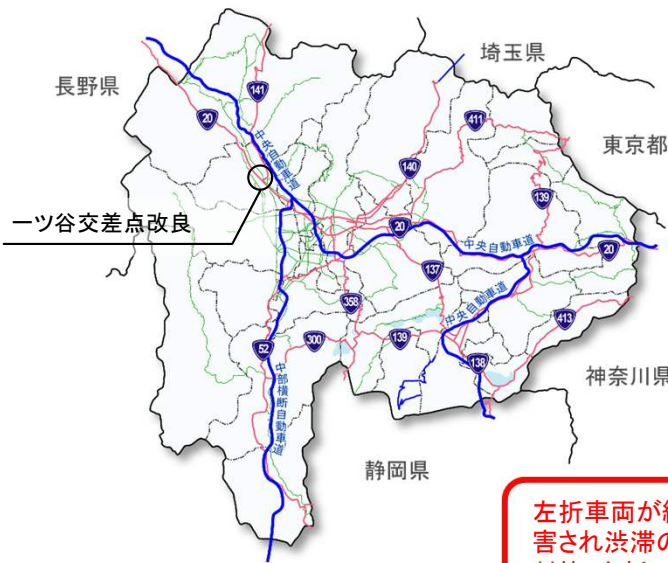 埼玉県
長野県
141
20
411
東京都
中央自動車道
140
139
一ツ谷交差点改良
20
中央自動車道
20
137
358
中央自動車道
413
52
300
139
138
神奈川県
中部横断自動車道
静岡県
左折車両が
害され渋滞の